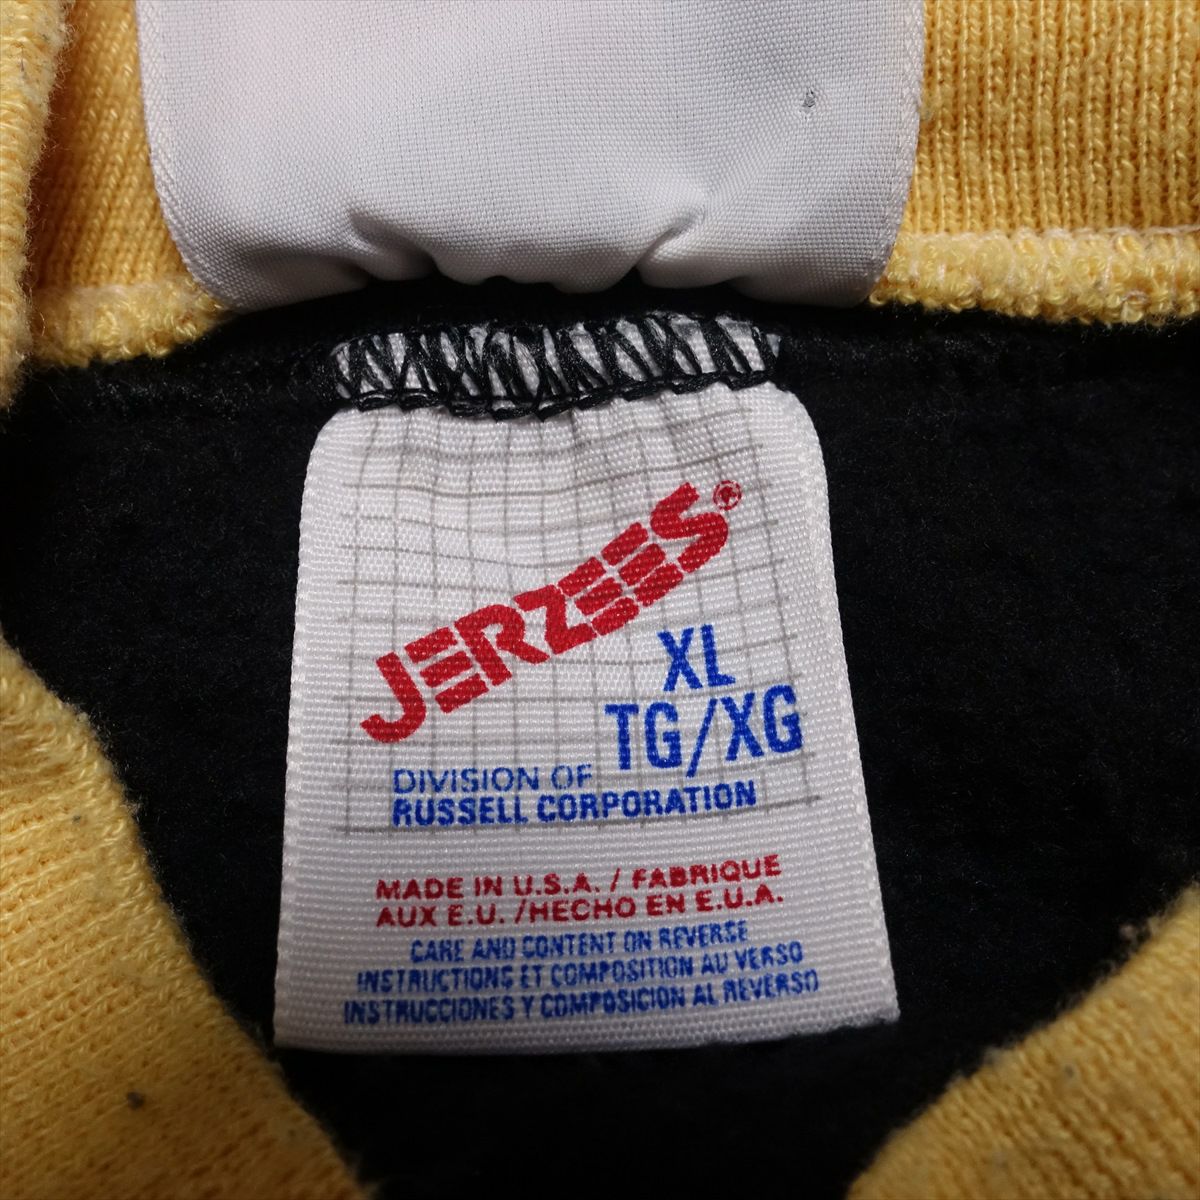 JERZEES®
XL
TG/XG
DIVISION OF
RUSSELL CORPORATION
MADE IN U.S.A. / FABRIQUE
AUX E.U. /HECHO EN E.U.A.
CARE AND CONTENT ON REVERSE
INSTRUCTIONS ET COMPOSITION AU VERSO
INSTRUCCIONES Y COMPOSICION AL REVERSO